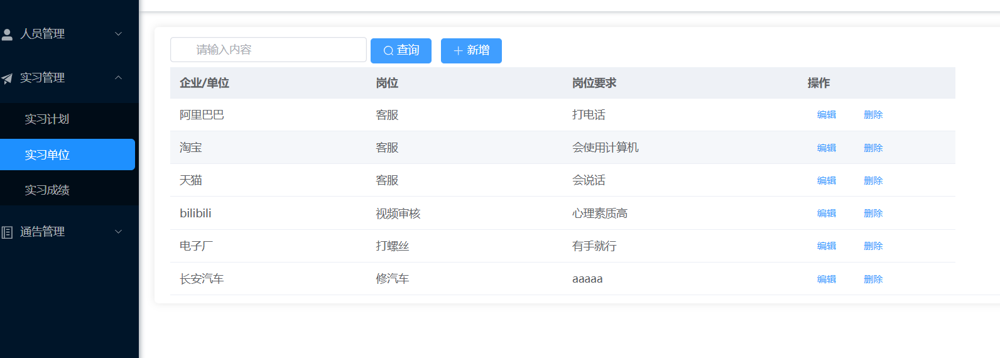 人员管理
实习管理
实习计划
实习单位
实习成绩
通告管理
请输入内容 查询 新增
企业/单位 岗位 岗位要求 操作
阿里巴巴 客服 打电话 编辑 删除
淘宝 客服 会使用计算机 编辑 删除
天猫 客服 会说话 编辑 删除
bilibili 视频审核 心理素质高 编辑 删除
电子厂 打螺丝 有手就行 编辑 删除
长安汽车 修汽车 aaaaa 编辑 删除